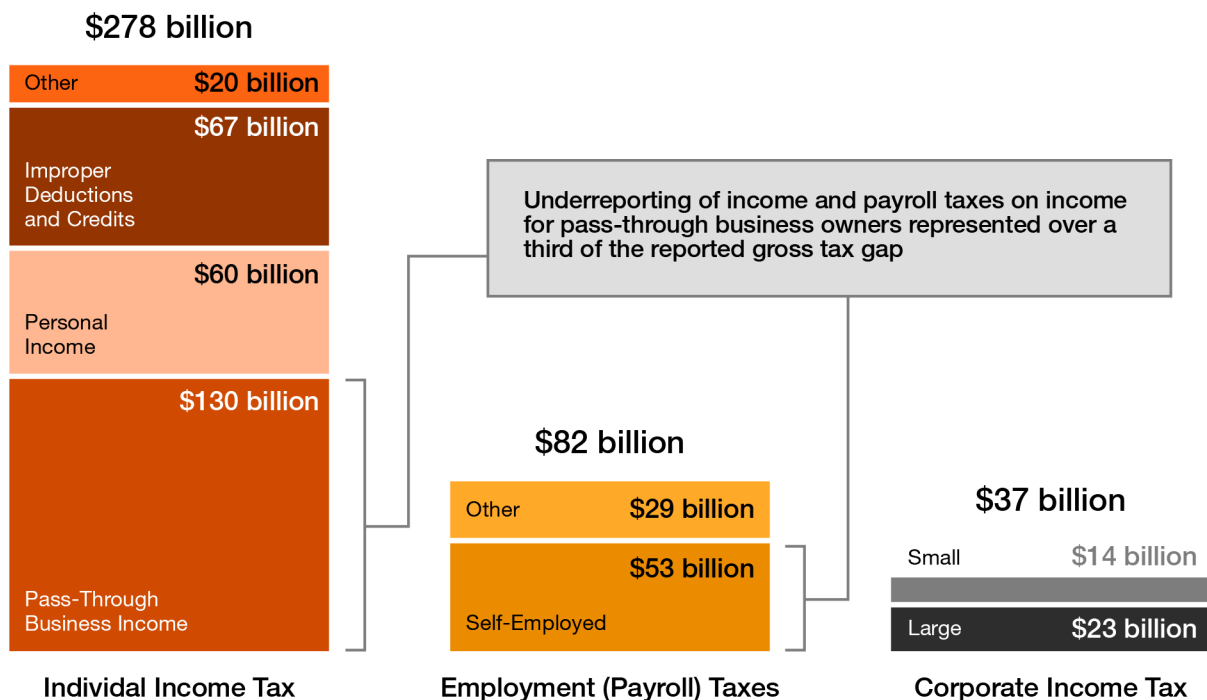 $278 billion
Other $20 billion
$67 billion
Improper
Deductions
and Credits
$60 billion
Personal
Income
$130 billion
Pass-Through
Business Income
Individal Income Tax
Underreporting of income and payroll taxes on income
for pass-through business owners represented over a
third of the reported gross tax gap
$82 billion
Other $29 billion
$53 billion
Self-Employed
Employment (Payroll) Taxes
$37 billion
Small $14 billion
Large $23 billion
Corporate Income Tax